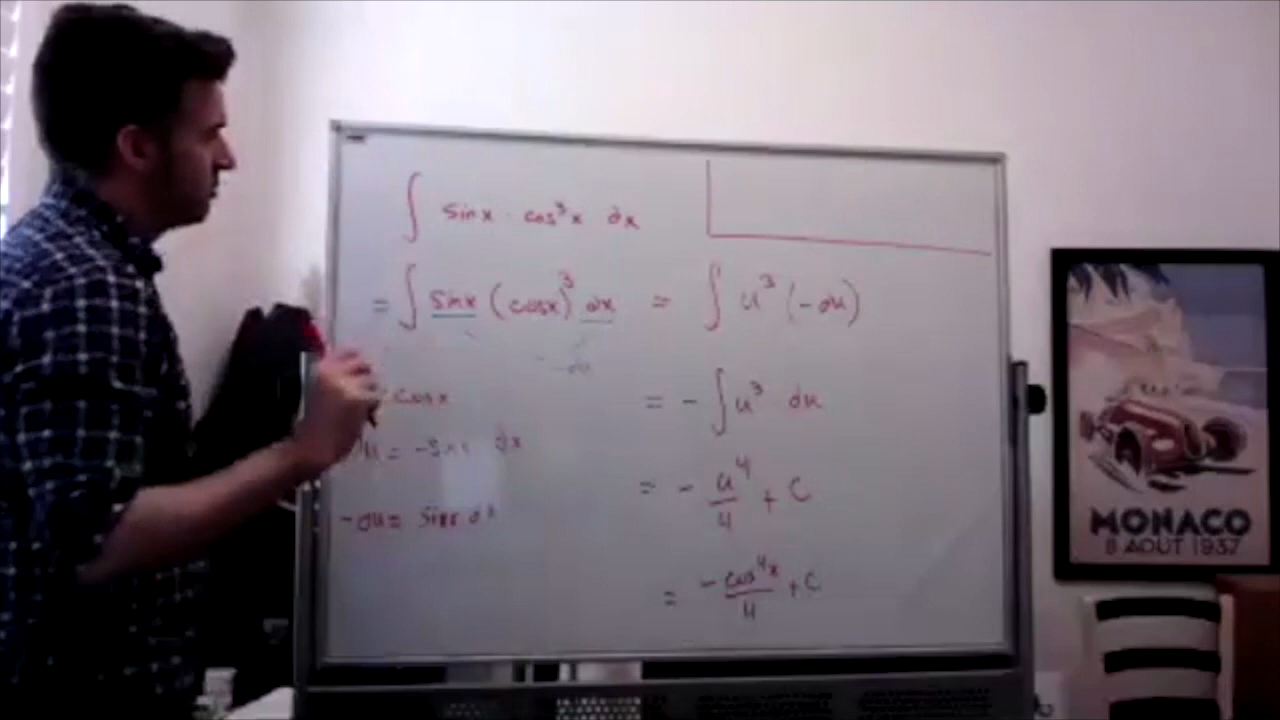 ∫ sinx · cos³x dx
= ∫ sinx (cosx)³ dx = ∫ u³ (-du)
-du
cosx
= - ∫ u³ du
u = -sinx dx
= - u⁴/4 + C
-du = sinx dx
= -cos⁴x/4 + C
MONACO
8 AOUT 1937